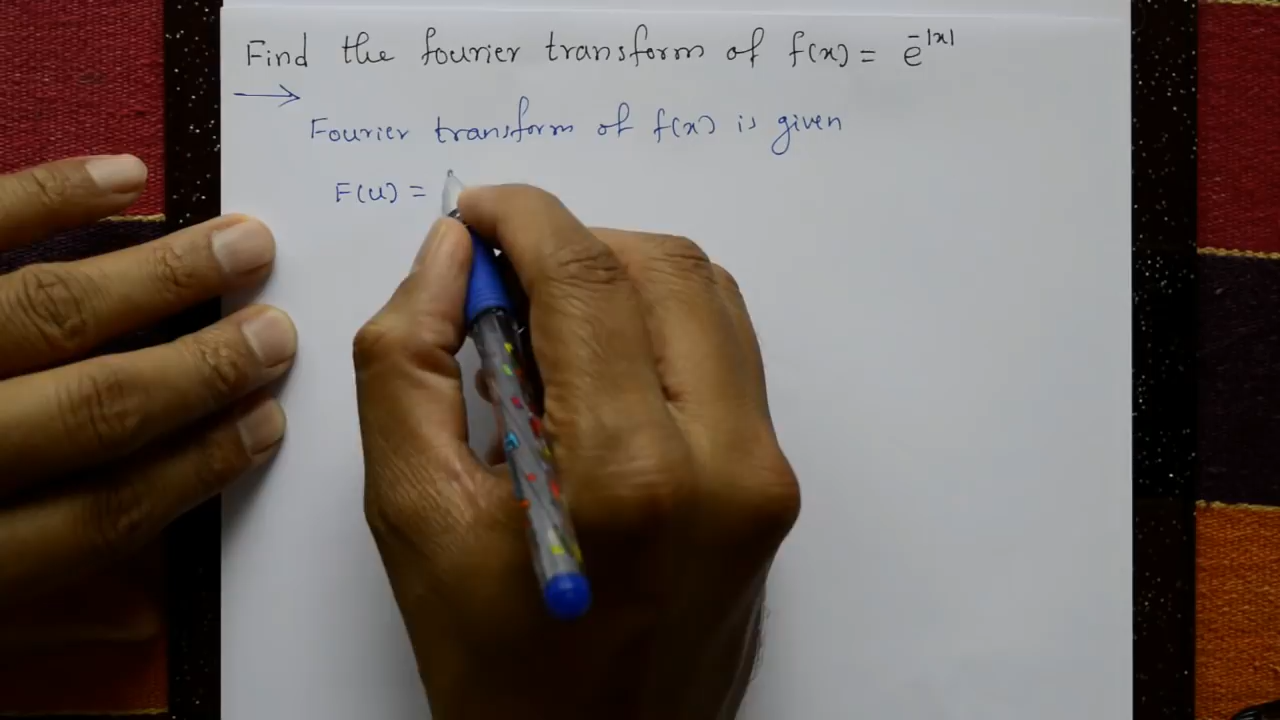 Find the fourier transform of f(x) = e^-|x|
→
Fourier transform of f(x) is given
F(u) =